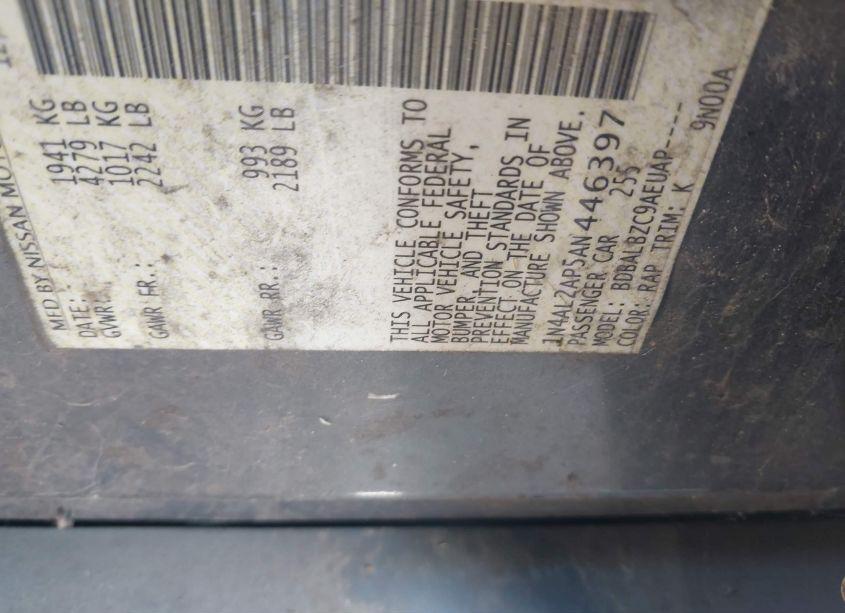 MFD BY NISSAN MOTO
DATE:
GVWR: 1941 KG
4279 LB
GAWR FR.: 1017 KG
2242 LB
GAWR RR.: 993 KG
2189 LB
THIS VEHICLE CONFORMS TO
ALL APPLICABLE FEDERAL
MOTOR VEHICLE SAFETY,
BUMPER, AND THEFT
PREVENTION STANDARDS IN
EFFECT ON THE DATE OF
MANUFACTURE SHOWN ABOVE.
1N4AL2AP5AN446397
PASSENGER CAR 255
MODEL: BDBALBZC9AEUAP-----
COLOR: RAP TRIM: K 9N00A